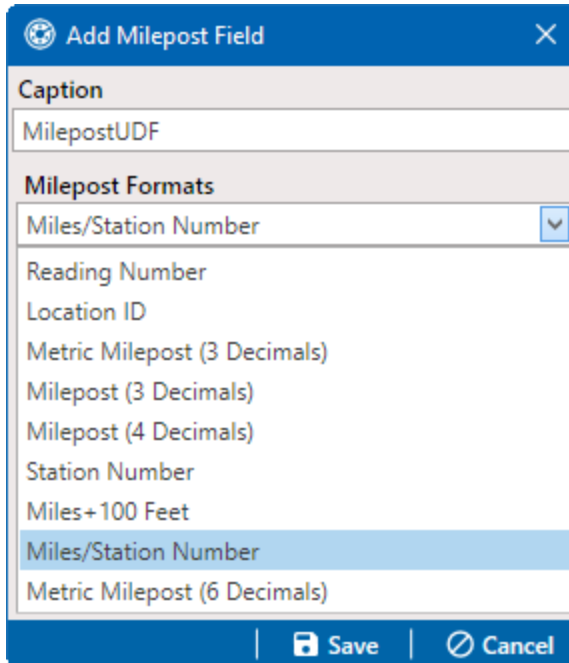 Add Milepost Field
Caption
MilepostUDF
Milepost Formats
Miles/Station Number
Reading Number
Location ID
Metric Milepost (3 Decimals)
Milepost (3 Decimals)
Milepost (4 Decimals)
Station Number
Miles+100 Feet
Miles/Station Number
Metric Milepost (6 Decimals)
Save Cancel